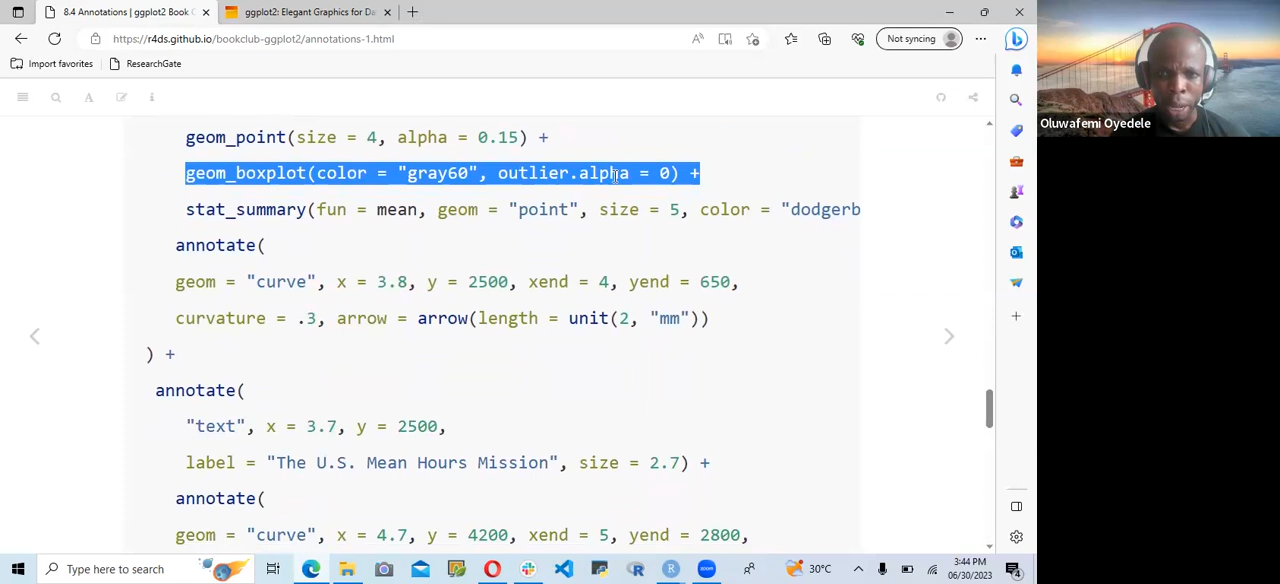 8.4 Annotations | ggplot2 Book C
ggplot2: Elegant Graphics for Da
https://r4ds.github.io/bookclub-ggplot2/annotations-1.html
Not syncing
Import favorites
ResearchGate
geom_point(size = 4, alpha = 0.15) +
geom_boxplot(color = "gray60", outlier.alpha = 0) +
stat_summary(fun = mean, geom = "point", size = 5, color = "dodgerb
annotate(
geom = "curve", x = 3.8, y = 2500, xend = 4, yend = 650,
curvature = .3, arrow = arrow(length = unit(2, "mm"))
) +
annotate(
"text", x = 3.7, y = 2500,
label = "The U.S. Mean Hours Mission", size = 2.7) +
annotate(
geom = "curve", x = 4.7, y = 4200, xend = 5, yend = 2800,
Oluwafemi Oyedele
Type here to search
30°C
3:44 PM
06/30/2023